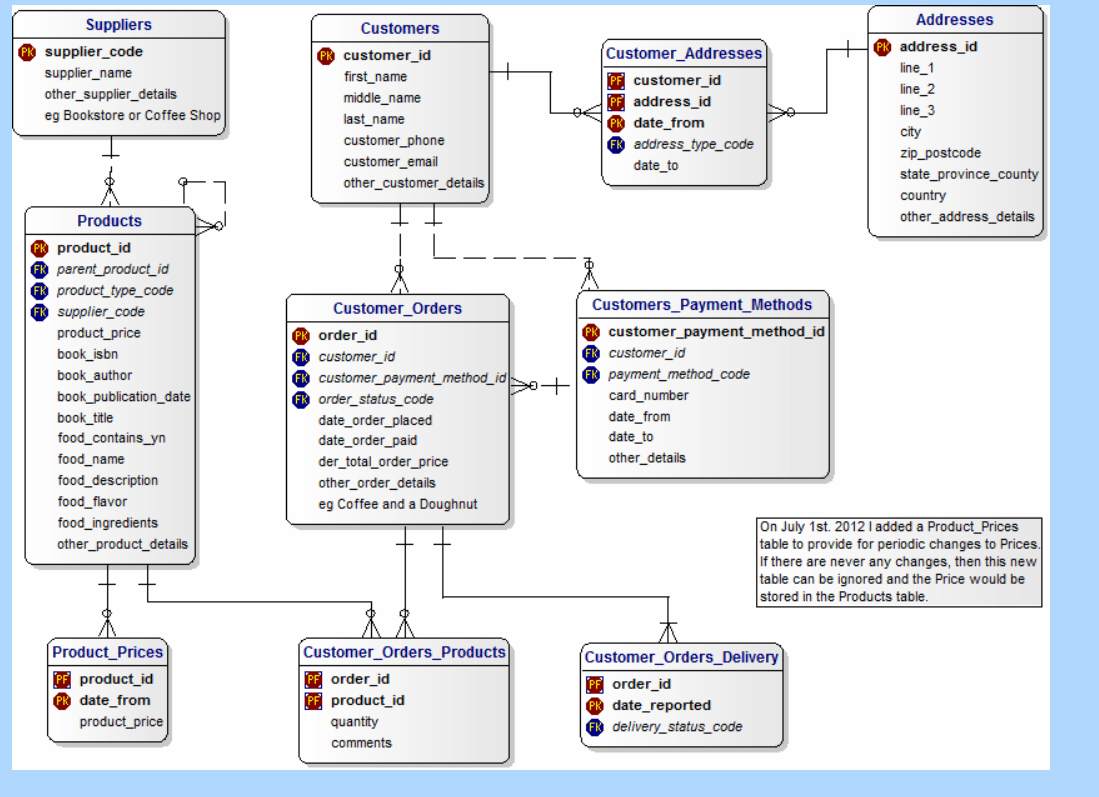 Suppliers
PK supplier_code
supplier_name
other_supplier_details
eg Bookstore or Coffee Shop
Customers
PK customer_id
first_name
middle_name
last_name
customer_phone
customer_email
other_customer_details
Customer_Addresses
PF customer_id
PF address_id
PK date_from
FK address_type_code
date_to
Addresses
PK address_id
line_1
line_2
line_3
city
zip_postcode
state_province_county
country
other_address_details
Products
PK product_id
FK parent_product_id
FK product_type_code
FK supplier_code
product_price
book_isbn
book_author
book_publication_date
book_title
food_contains_yn
food_name
food_description
food_flavor
food_ingredients
other_product_details
Customer_Orders
PK order_id
FK customer_id
FK customer_payment_method_id
FK order_status_code
date_order_placed
date_order_paid
der_total_order_price
other_order_details
eg Coffee and a Doughnut
Customers_Payment_Methods
PK customer_payment_method_id
FK customer_id
FK payment_method_code
card_number
date_from
date_to
other_details
On July 1st. 2012 I added a Product_Prices
table to provide for periodic changes to Prices.
If there are never any changes, then this new
table can be ignored and the Price would be
stored in the Products table.
Product_Prices
PF product_id
PK date_from
product_price
Customer_Orders_Products
PF order_id
PF product_id
quantity
comments
Customer_Orders_Delivery
PF order_id
PK date_reported
FK delivery_status_code